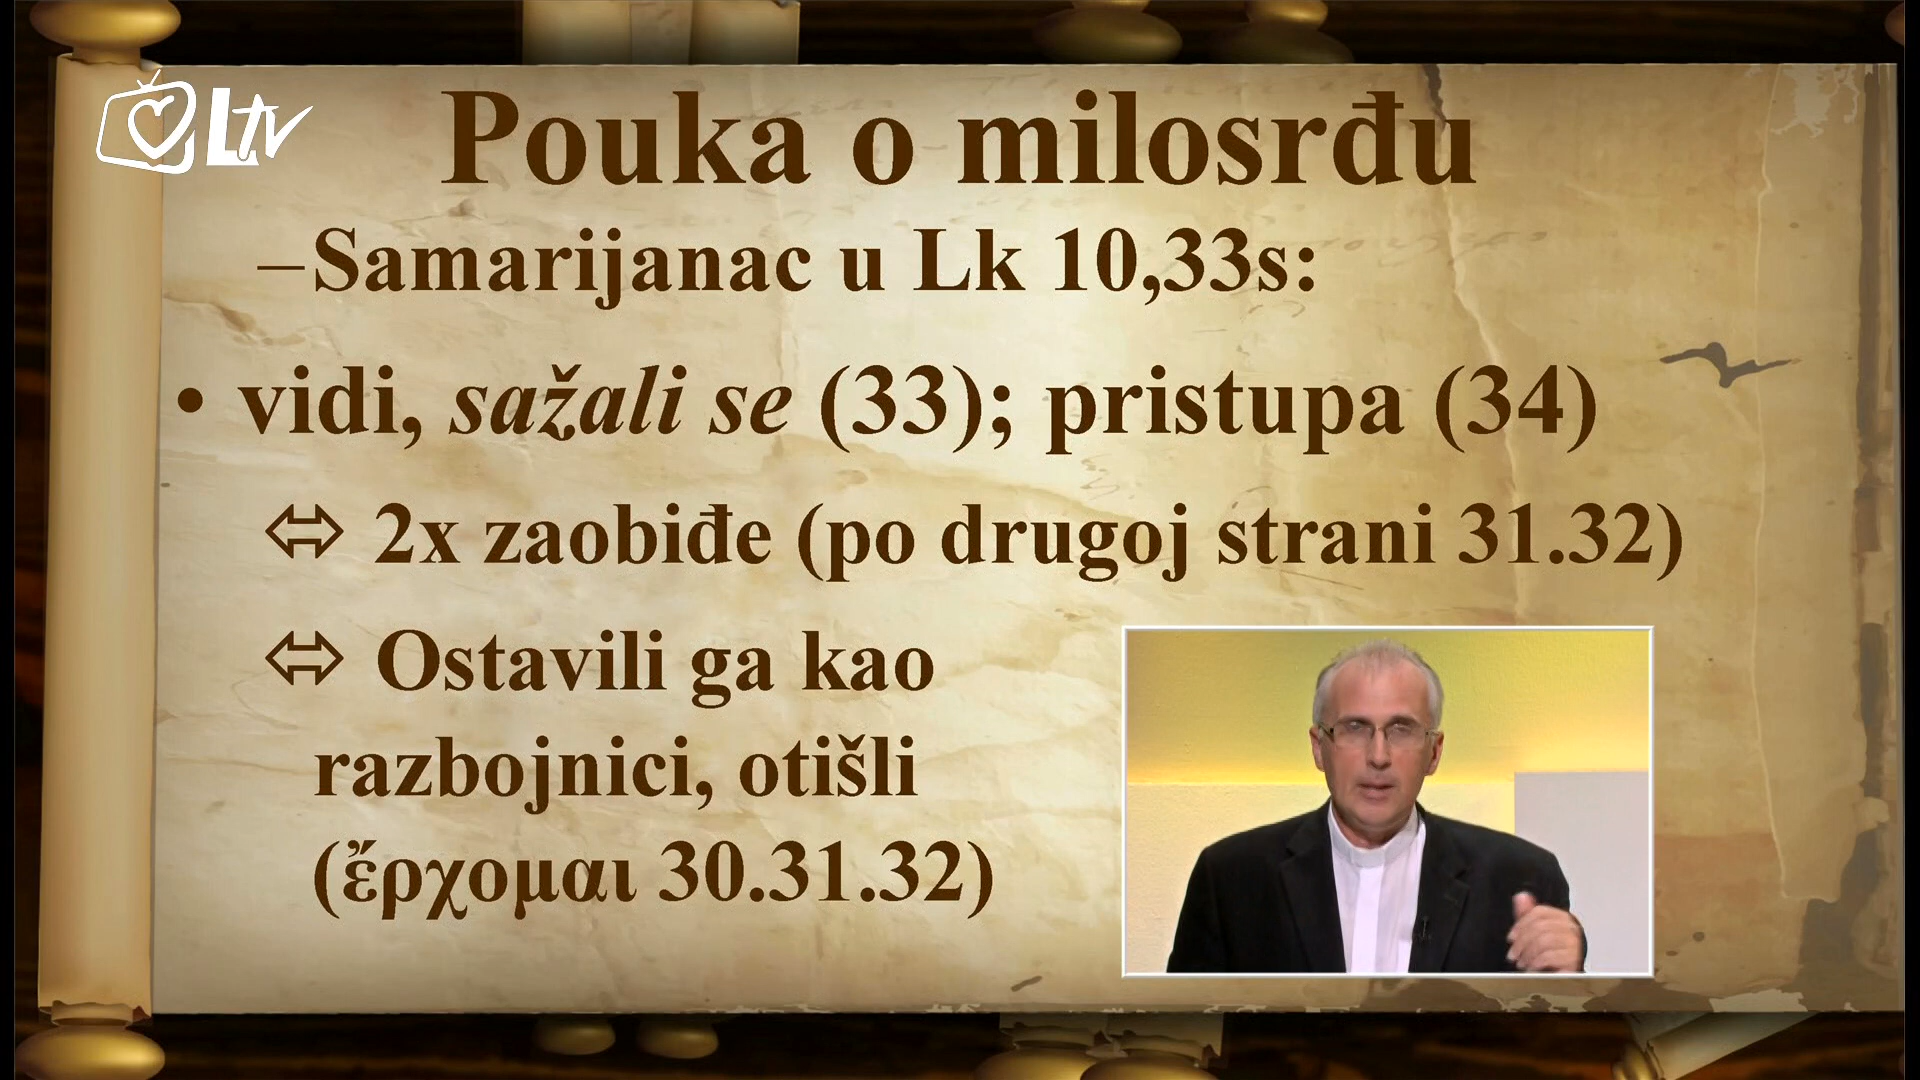 LTV
Pouka o milosrđu
–Samarijanac u Lk 10,33s:
• vidi, sažali se (33); pristupa (34)
⬄ 2x zaobiđe (po drugoj strani 31.32)
⬄ Ostavili ga kao
razbojnici, otišli
(ἔρχομαι 30.31.32)